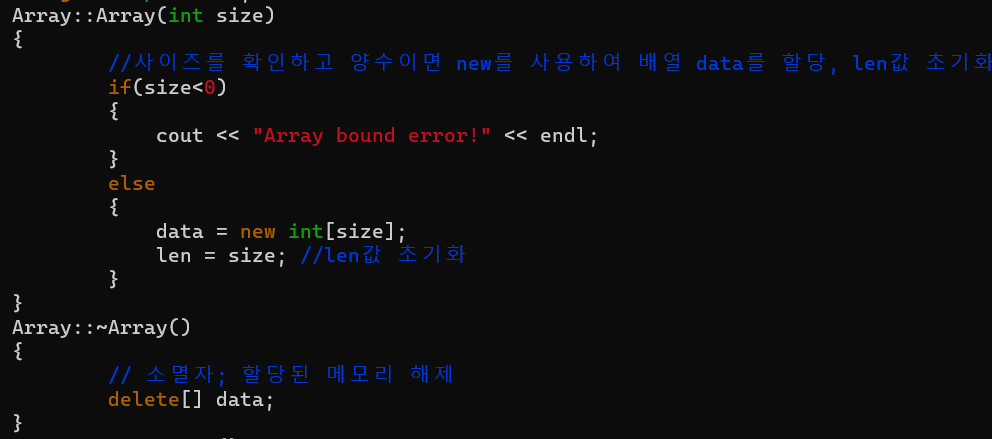 Array::Array(int size)
{
//사이즈를 확인하고 양수이면 new를 사용하여 배열 data를 할당, len값 초기화
if(size<0)
{
cout << "Array bound error!" << endl;
}
else
{
data = new int[size];
len = size; //len값 초기화
}
}
Array::~Array()
{
// 소멸자; 할당된 메모리 해제
delete[] data;
}